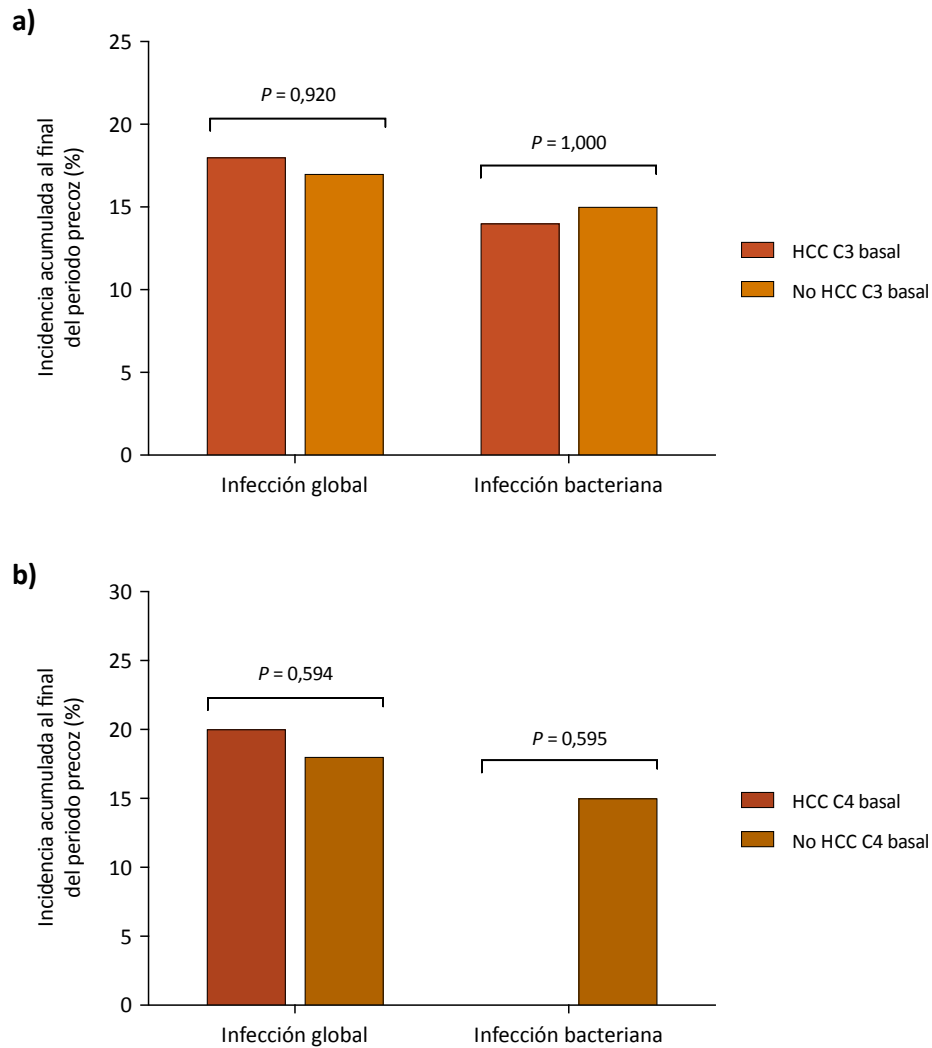 a)
Incidencia acumulada al final
del periodo precoz (%)
25
20
15
10
5
0
P = 0,920
P = 1,000
Infección global
Infección bacteriana
HCC C3 basal
No HCC C3 basal
b)
Incidencia acumulada al final
del periodo precoz (%)
30
25
20
15
10
5
0
P = 0,594
P = 0,595
Infección global
Infección bacteriana
HCC C4 basal
No HCC C4 basal